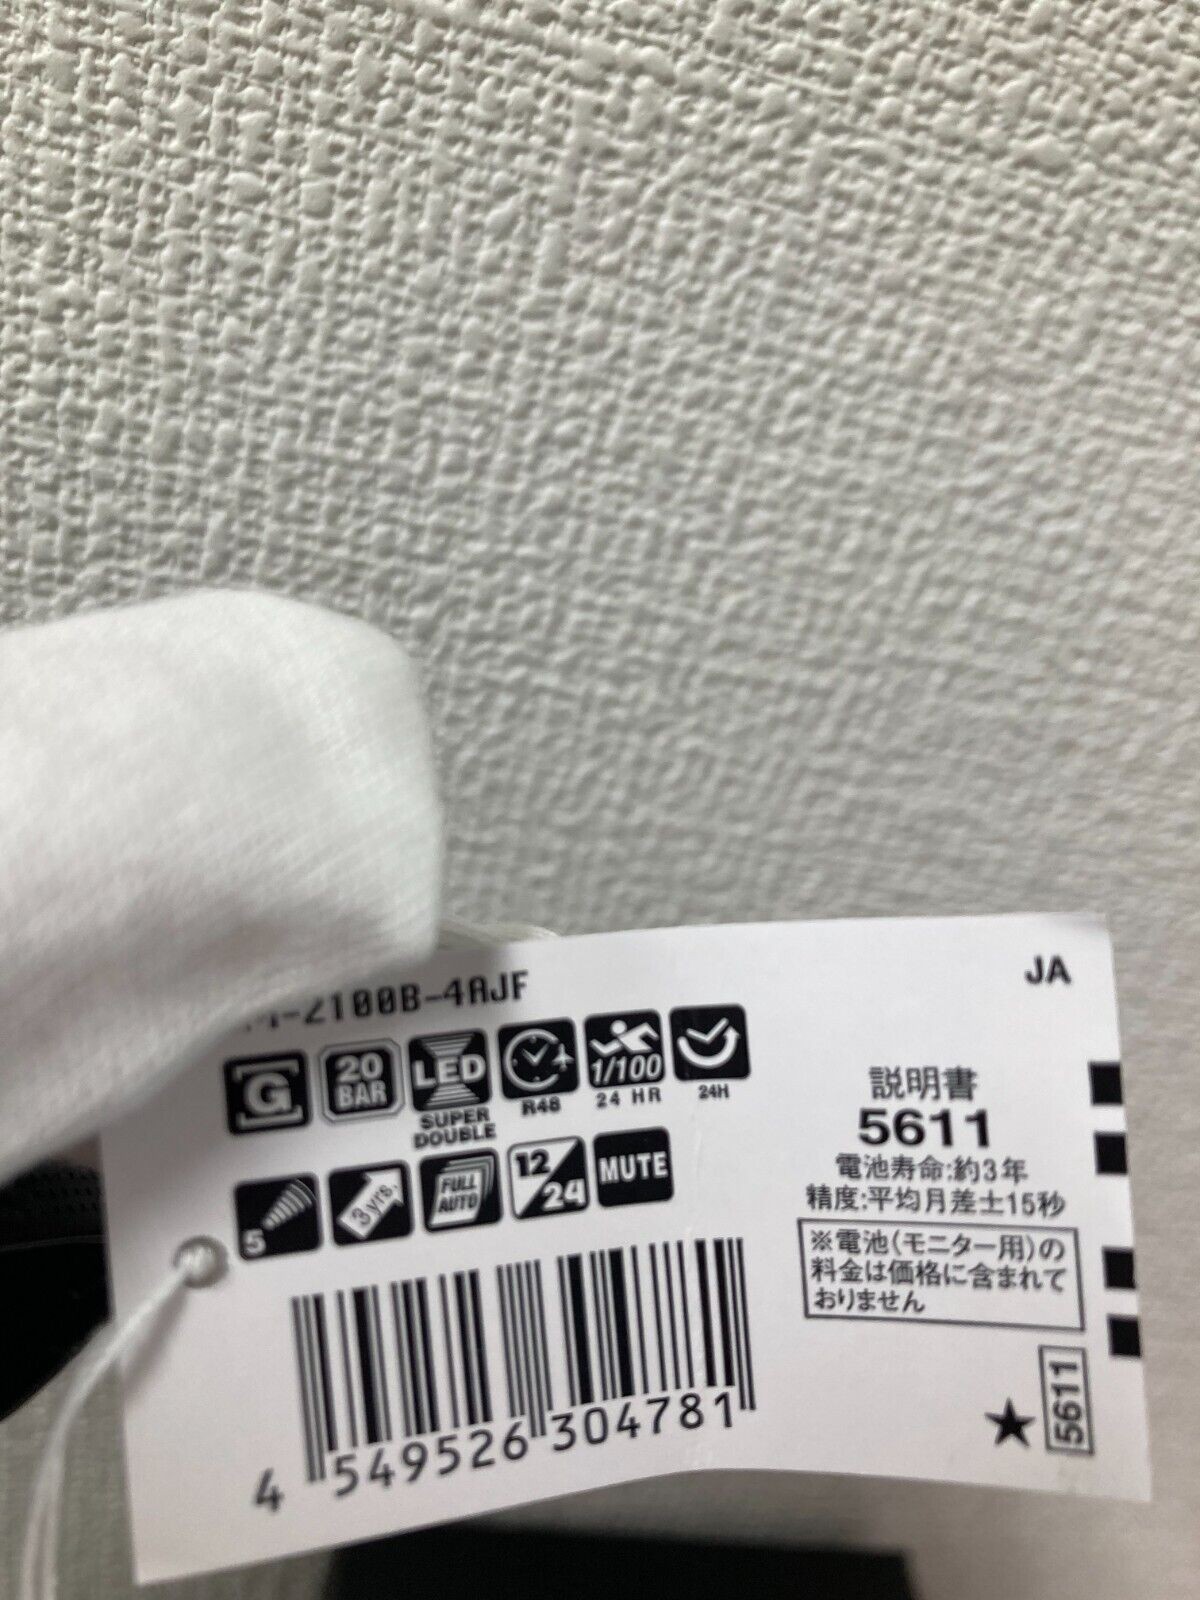 -2100B-4AJF
JA
G
20
BAR
LED
SUPER
DOUBLE
R48
1/100
24 HR
24H
5
3yrs.
FULL
AUTO
12
24
MUTE
説明書
5611
電池寿命:約3年
精度:平均月差±15秒
※電池(モニター用)の
料金は価格に含まれて
おりません
★
5611
4 549526 304781